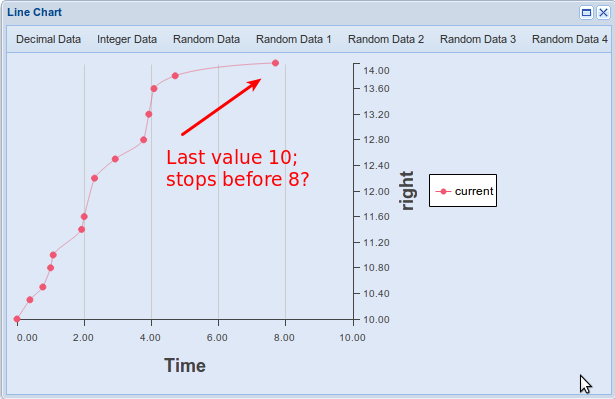 Line Chart
Decimal Data Integer Data Random Data Random Data 1 Random Data 2 Random Data 3 Random Data 4
14.00
13.60
13.20
12.80
12.40
12.00
11.60
11.20
10.80
10.40
10.00
right
current
Last value 10;
stops before 8?
0.00 2.00 4.00 6.00 8.00 10.00
Time